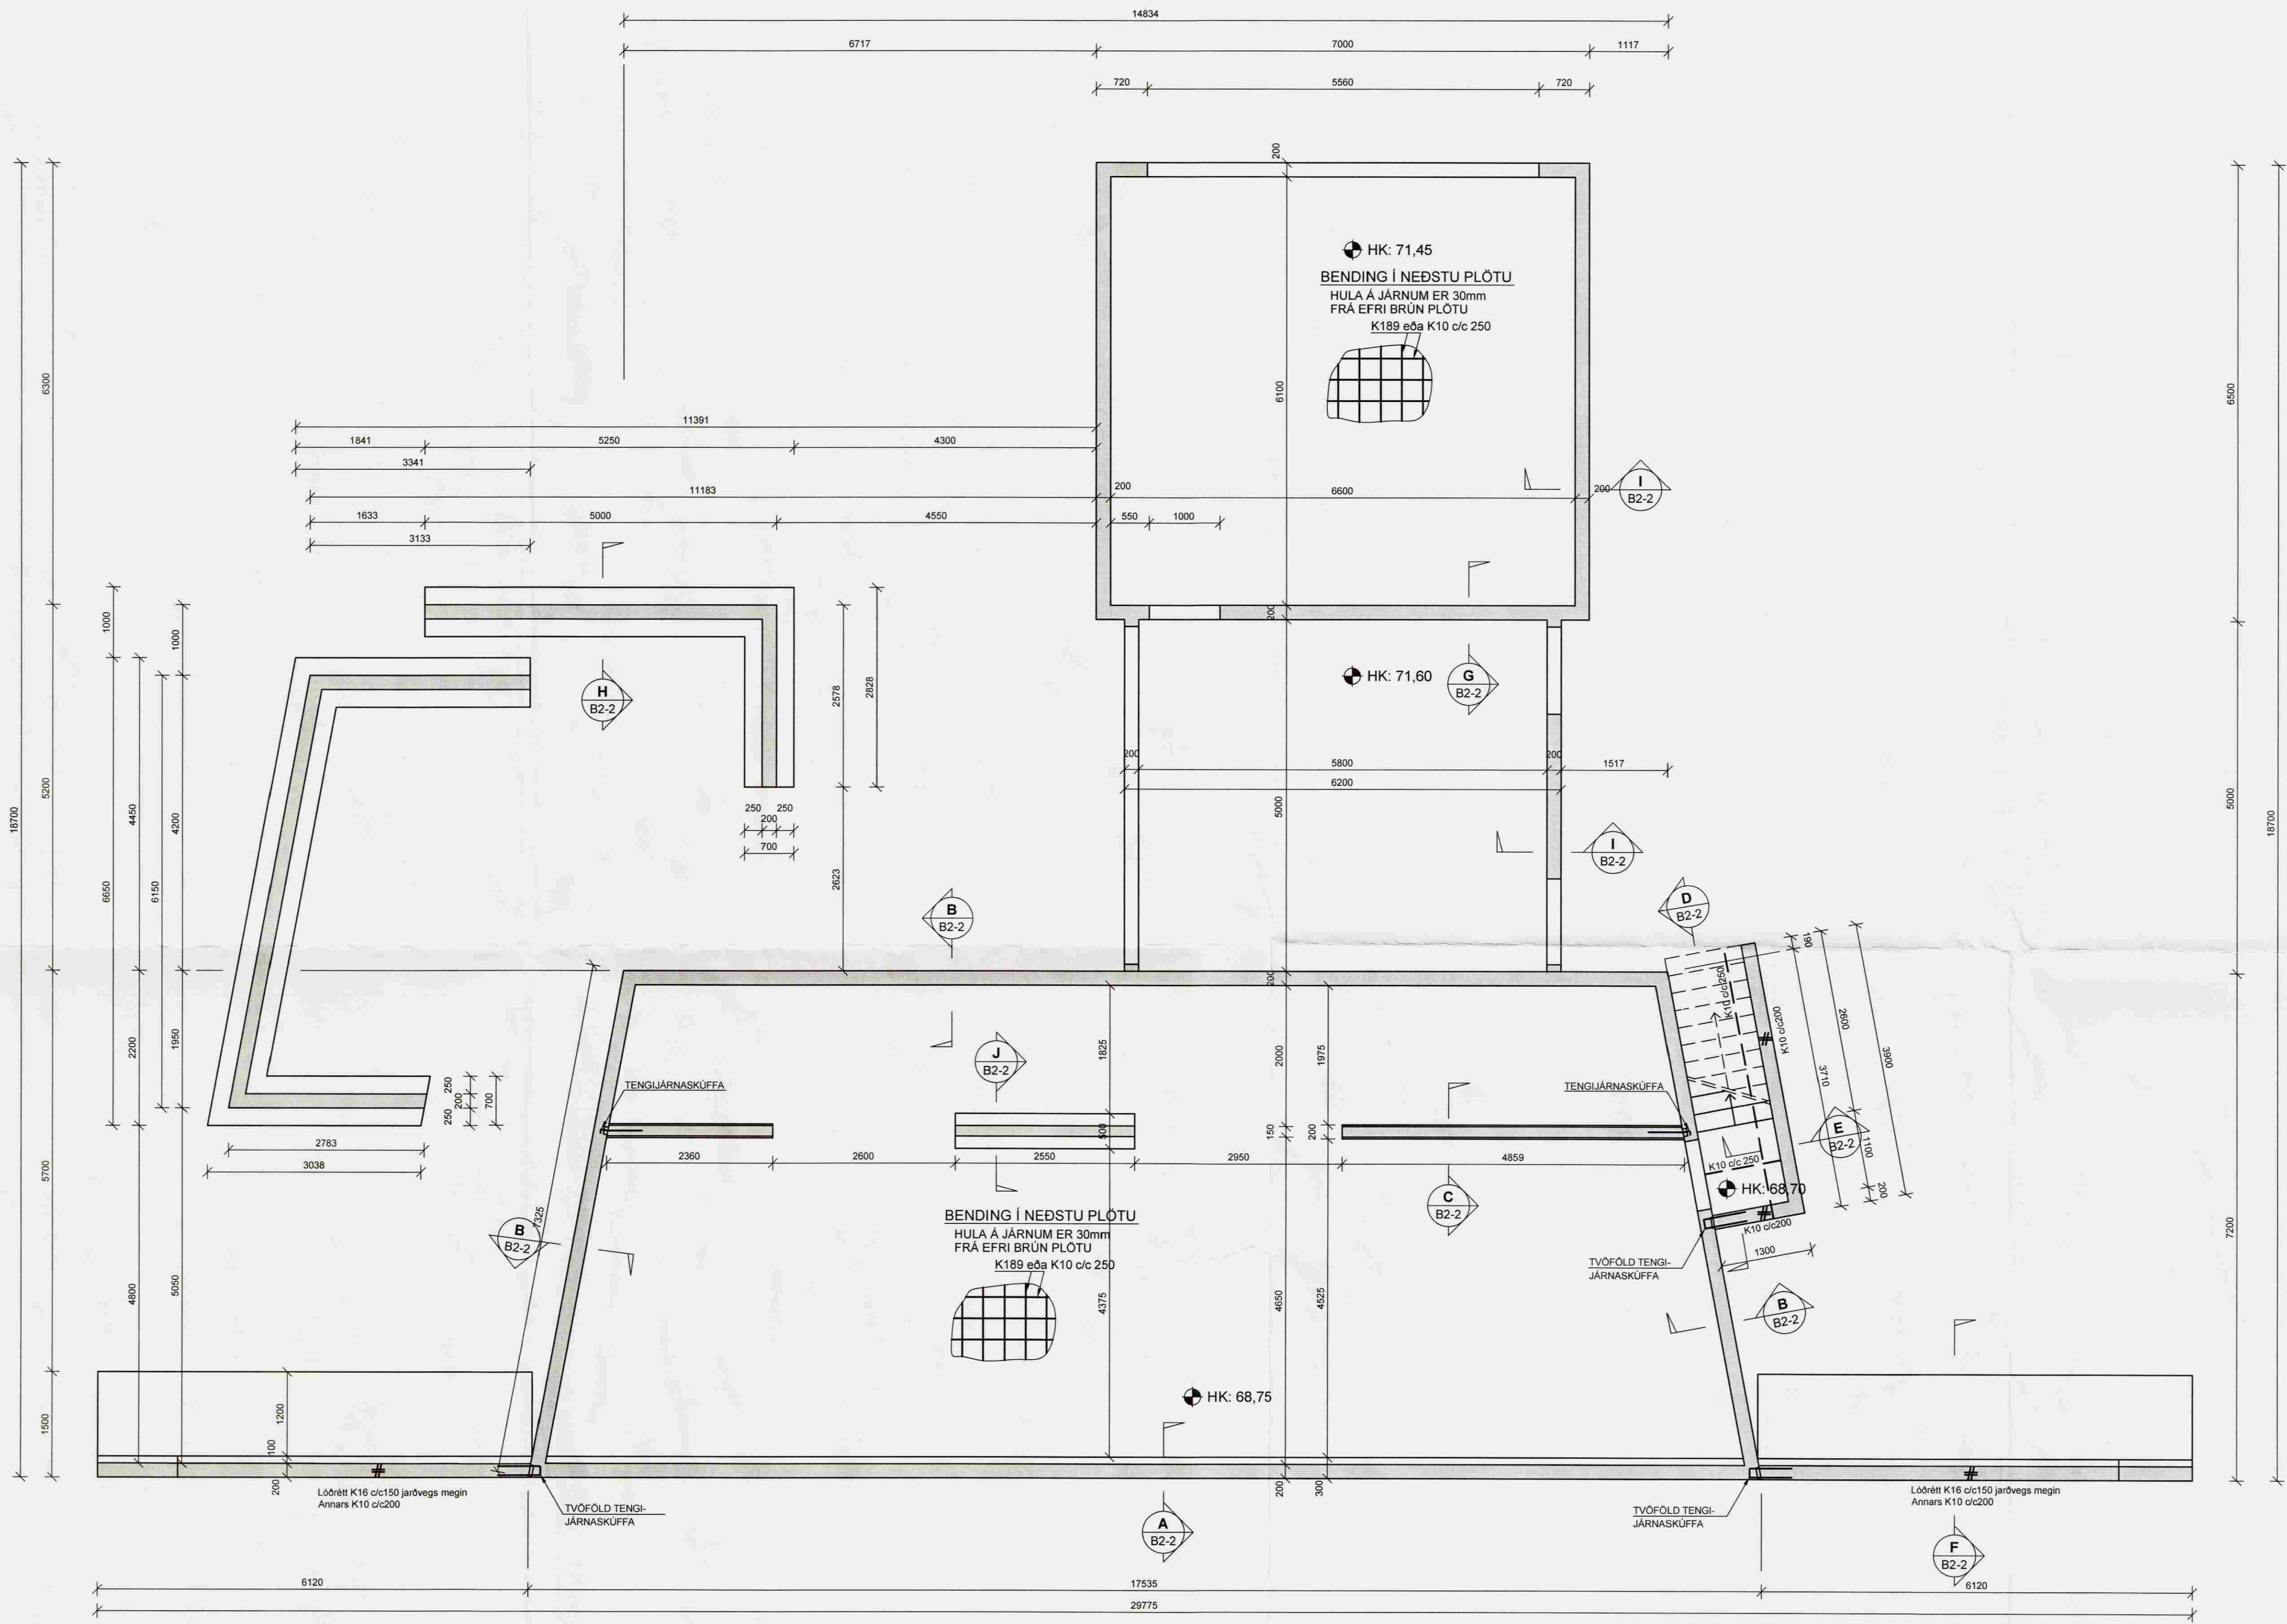 14834
6717
7000
1117
720
5560
720
200
HK: 71,45
BENDING Í NEÐSTU PLÖTU
HULA Á JÁRNUM ER 30mm
FRÁ EFRI BRÚN PLÖTU
K189 eða K10 c/c 250
6300
6100
6500
11391
1841
5250
4300
3341
11183
200
6600
200
I
B2-2
1633
5000
4550
550
1000
3133
1000
1000
200
H
B2-2
2578
2828
HK: 71,60
G
B2-2
200
5800
200
1517
6200
18700
5200
4450
4200
250
250
200
700
5000
5000
18700
I
B2-2
6650
6150
2623
B
B2-2
D
B2-2
190
200
K10 c/c250
2600
K10 c/c200
3900
3710
2200
1950
J
B2-2
1825
2000
1975
TENGIJÁRNASKÚFFA
TENGIJÁRNASKÚFFA
250
200
250
700
500
150
200
E
B2-2
1100
200
2783
3038
2360
2600
2550
2950
4859
K10 c/c 250
HK: 68,70
K10 c/c200
1300
5700
C
B2-2
7325
B
B2-2
BENDING Í NEÐSTU PLÖTU
HULA Á JÁRNUM ER 30mm
FRÁ EFRI BRÚN PLÖTU
K189 eða K10 c/c 250
TVÖFÖLD TENGI-
JÁRNASKÚFFA
7200
4800
5050
4375
4650
4525
B
B2-2
HK: 68,75
1500
1200
100
200
200
300
Lóðrétt K16 c/c150 jarðvegs megin
Annars K10 c/c200
TVÖFÖLD TENGI-
JÁRNASKÚFFA
A
B2-2
TVÖFÖLD TENGI-
JÁRNASKÚFFA
Lóðrétt K16 c/c150 jarðvegs megin
Annars K10 c/c200
F
B2-2
6120
17535
6120
29775